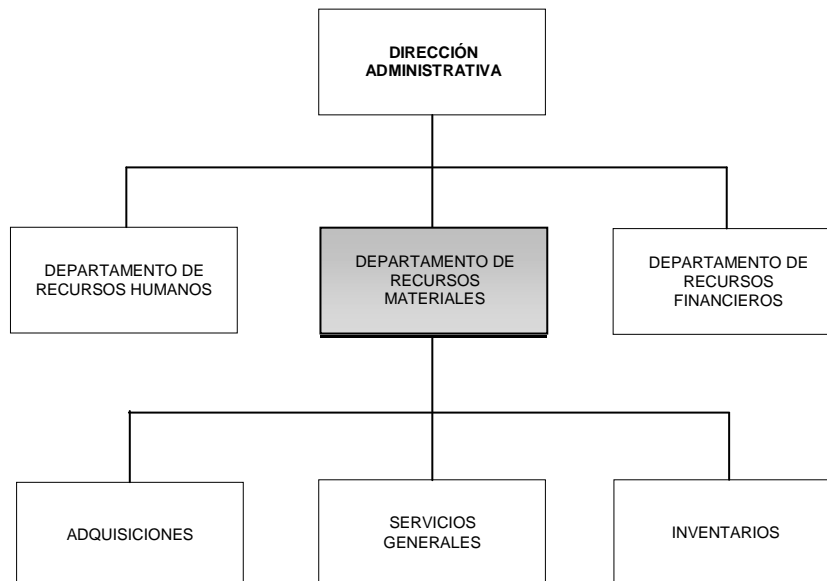 DIRECCIÓN
ADMINISTRATIVA
DEPARTAMENTO DE
RECURSOS HUMANOS
DEPARTAMENTO DE
RECURSOS
MATERIALES
DEPARTAMENTO DE
RECURSOS
FINANCIEROS
ADQUISICIONES
SERVICIOS
GENERALES
INVENTARIOS